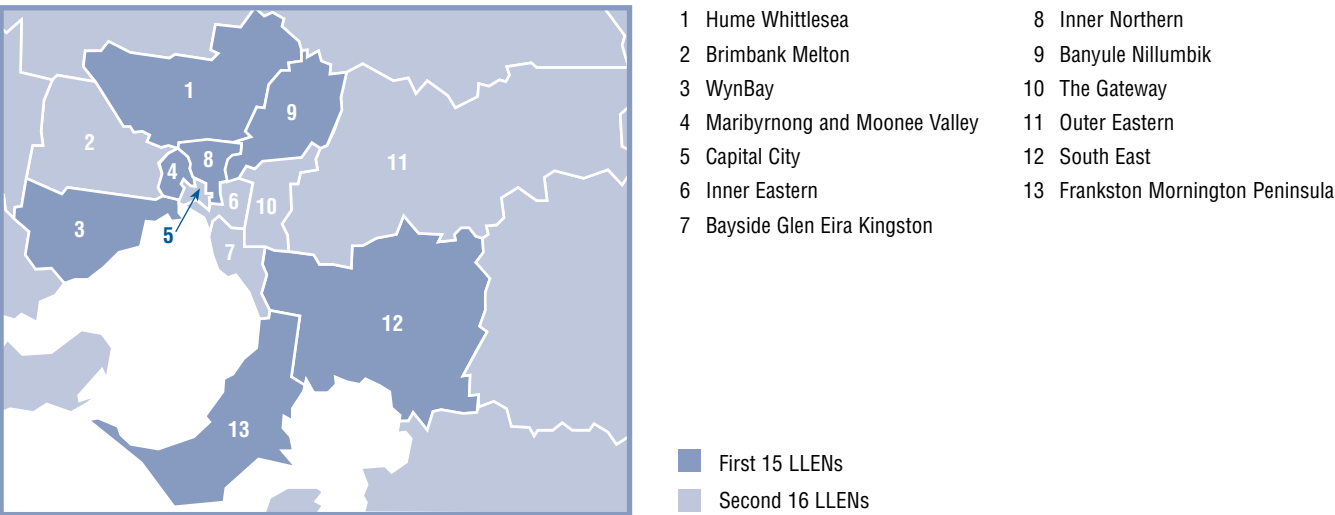 1
2
9
8
4
11
6
10
3
5
7
12
13
1 Hume Whittlesea
2 Brimbank Melton
3 WynBay
4 Maribyrnong and Moonee Valley
5 Capital City
6 Inner Eastern
7 Bayside Glen Eira Kingston
8 Inner Northern
9 Banyule Nillumbik
10 The Gateway
11 Outer Eastern
12 South East
13 Frankston Mornington Peninsula
First 15 LLENs
Second 16 LLENs